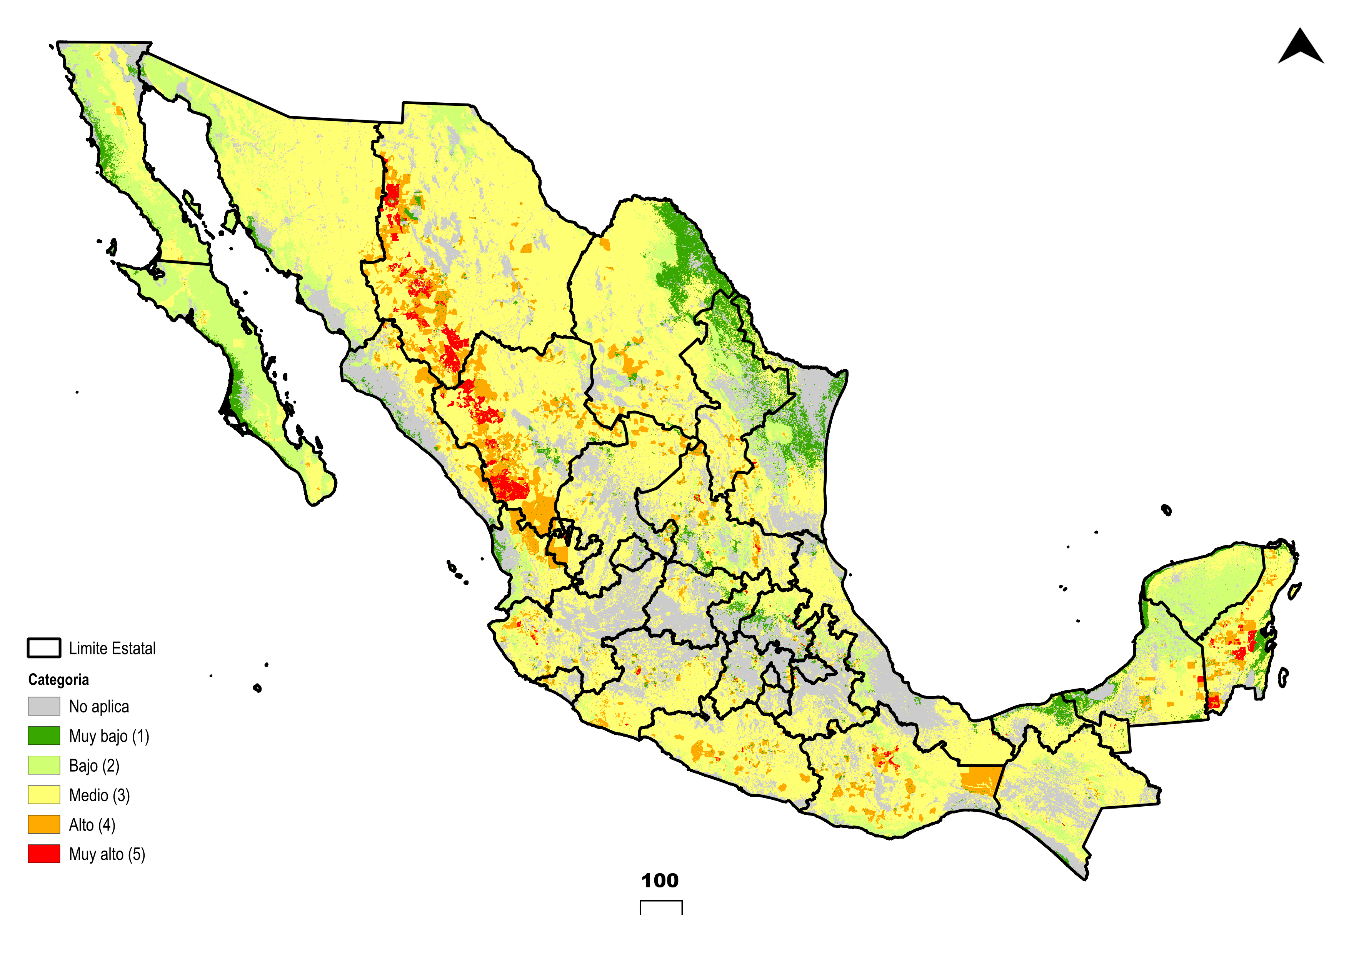 Limite Estatal
Categoria
No aplica
Muy bajo (1)
Bajo (2)
Medio (3)
Alto (4)
Muy alto (5)
100